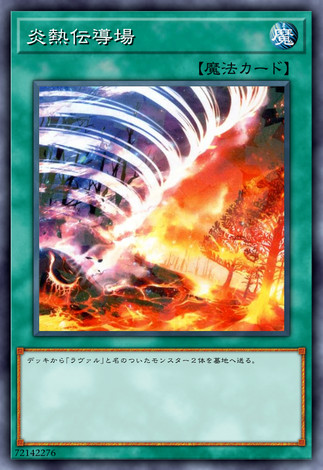 炎熱伝導場
魔
【魔法カード】
デッキから「ラヴァル」と名のついたモンスター２体を墓地へ送る。
72142276